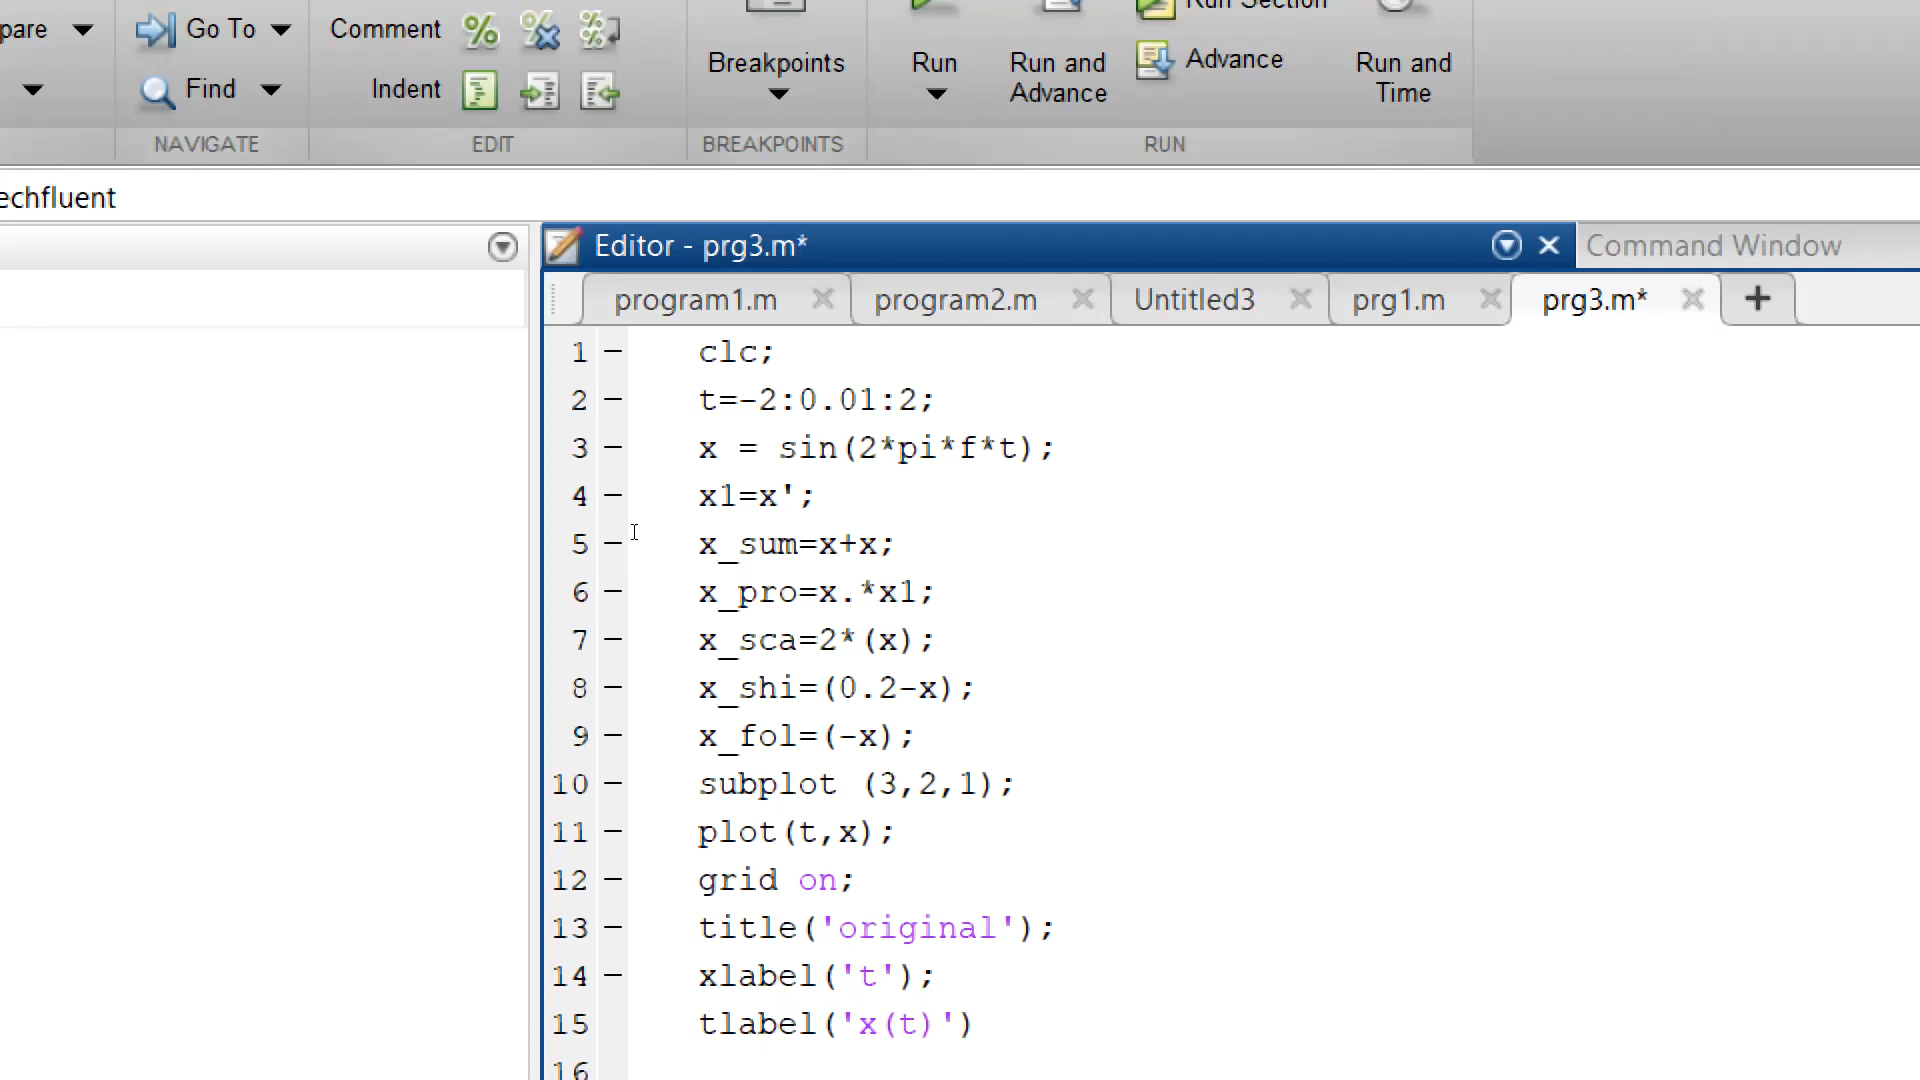 pare
Go To
Comment
Run Section
Find
Indent
Breakpoints
Run
Run and
Advance
Advance
Run and
Time
NAVIGATE
EDIT
BREAKPOINTS
RUN
echfluent
Editor - prg3.m*
Command Window
program1.m
program2.m
Untitled3
prg1.m
prg3.m*
1 clc;
2 t=-2:0.01:2;
3 x = sin(2*pi*f*t);
4 x1=x';
5 x_sum=x+x;
6 x_pro=x.*x1;
7 x_sca=2*(x);
8 x_shi=(0.2-x);
9 x_fol=(-x);
10 subplot (3,2,1);
11 plot(t,x);
12 grid on;
13 title('original');
14 xlabel('t');
15 tlabel('x(t)')
16